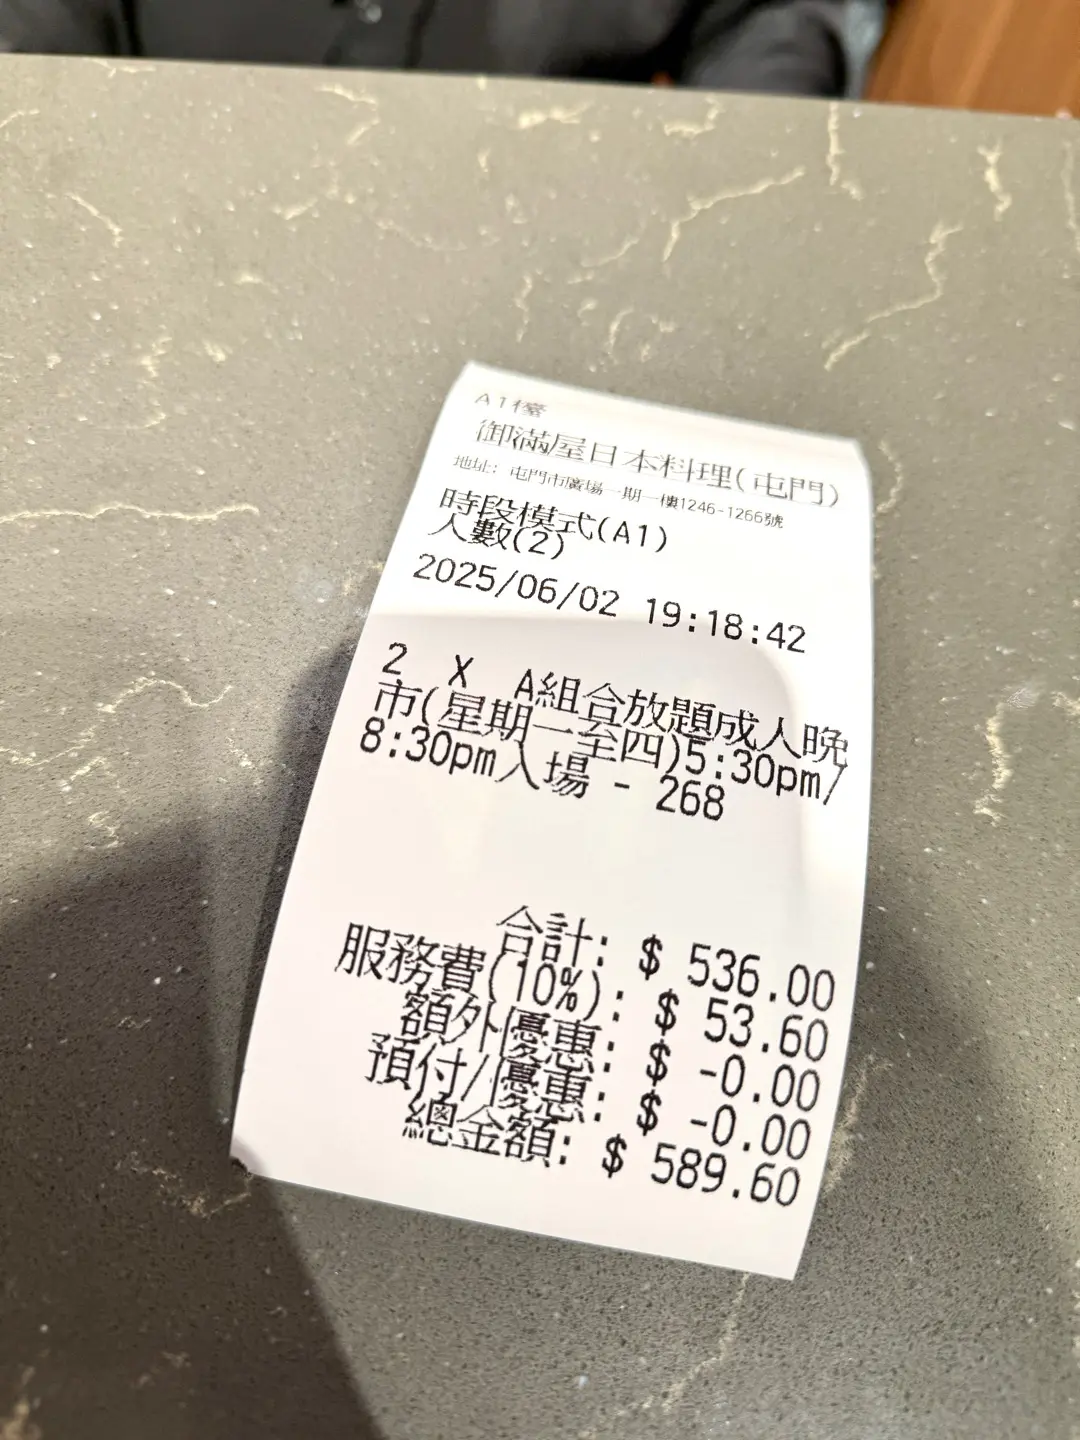 A1檯
御滿屋日本料理(屯門)
地址: 屯門市廣場一期一樓1246-1266號
時段模式(A1)
人數(2)
2025/06/02 19:18:42
2 X A組合放題成人晚
市(星期一至四)5:30pm/
8:30pm入場 - 268
合計: $ 536.00
服務費(10%): $ 53.60
額外優惠: $ -0.00
預付/優惠: $ -0.00
總金額: $ 589.60